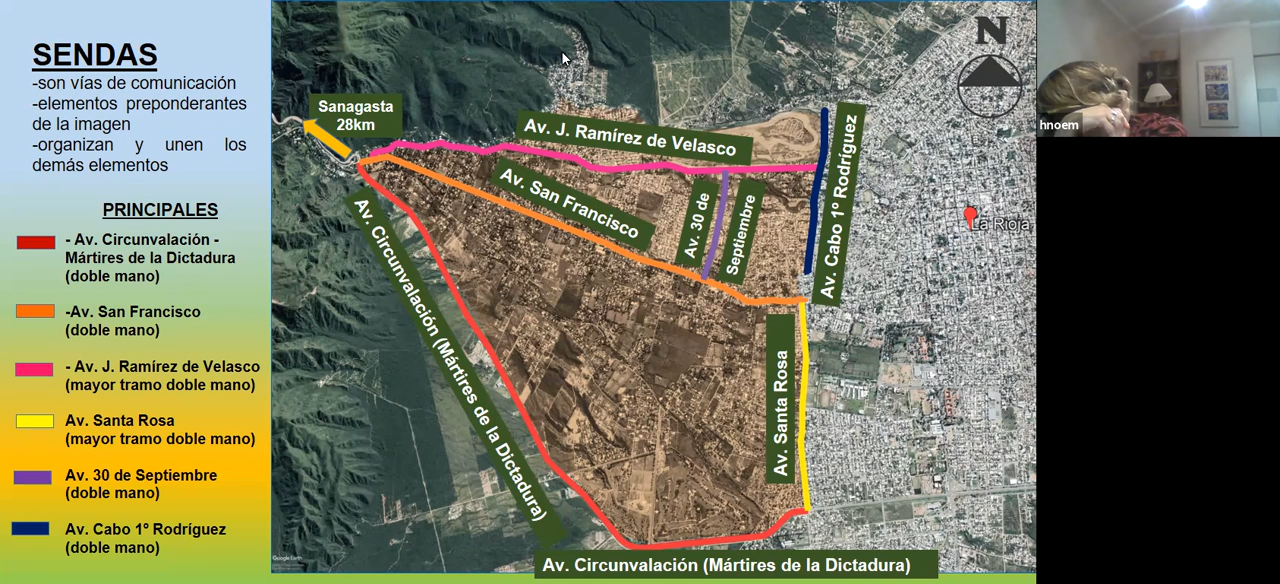 SENDAS
-son vías de comunicación
-elementos preponderantes
de la imagen
-organizan y unen los
demás elementos
PRINCIPALES
- Av. Circunvalación -
Mártires de la Dictadura
(doble mano)
-Av. San Francisco
(doble mano)
- Av. J. Ramírez de Velasco
(mayor tramo doble mano)
Av. Santa Rosa
(mayor tramo doble mano)
Av. 30 de Septiembre
(doble mano)
Av. Cabo 1º Rodríguez
(doble mano)
Sanagasta
28km
Av. J. Ramírez de Velasco
Av. San Francisco
Av. 30 de
Septiembre
Av. Cabo 1º Rodríguez
N
La Rioja
Av. Circunvalación (Mártires de la Dictadura)
Av. Santa Rosa
Av. Circunvalación (Mártires de la Dictadura)
Google Earth
hnoem